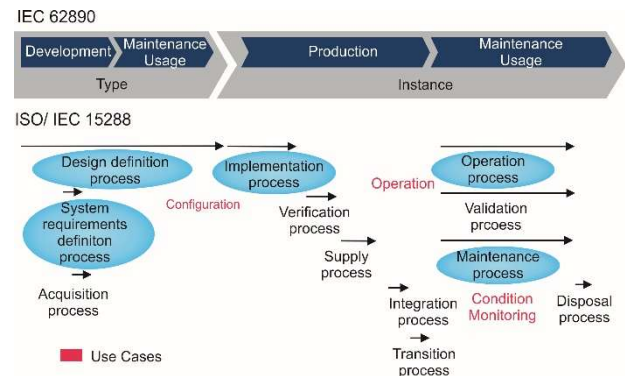 IEC 62890
Development
Maintenance
Usage
Production
Maintenance
Usage
Type
Instance
ISO/ IEC 15288
Design definition
process
Implementation
process
Operation
Operation
process
Configuration
System
requirements
definiton
process
Verification
process
Validation
prcoess
Supply
process
Maintenance
process
Acquisition
process
Integration
process
Condition
Monitoring
Disposal
process
Transition
process
Use Cases